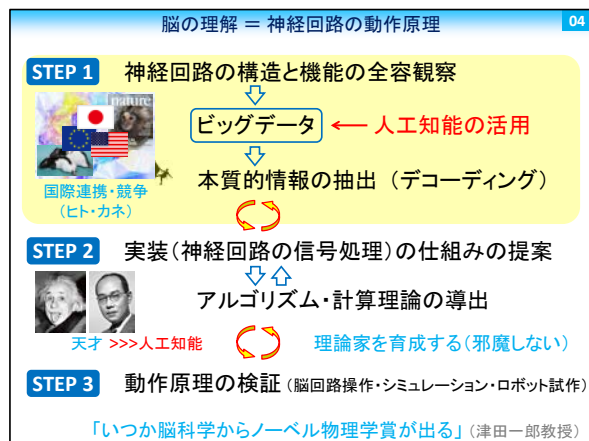 脳の理解 = 神経回路の動作原理
04
STEP 1 神経回路の構造と機能の全容観察
nature
ビッグデータ ← 人工知能の活用
国際連携・競争
(ヒト・カネ)
本質的情報の抽出 (デコーディング)
STEP 2 実装(神経回路の信号処理)の仕組みの提案
アルゴリズム・計算理論の導出
天才 >>>人工知能
理論家を育成する(邪魔しない)
STEP 3 動作原理の検証 (脳回路操作・シミュレーション・ロボット試作)
「いつか脳科学からノーベル物理学賞が出る」(津田一郎教授)